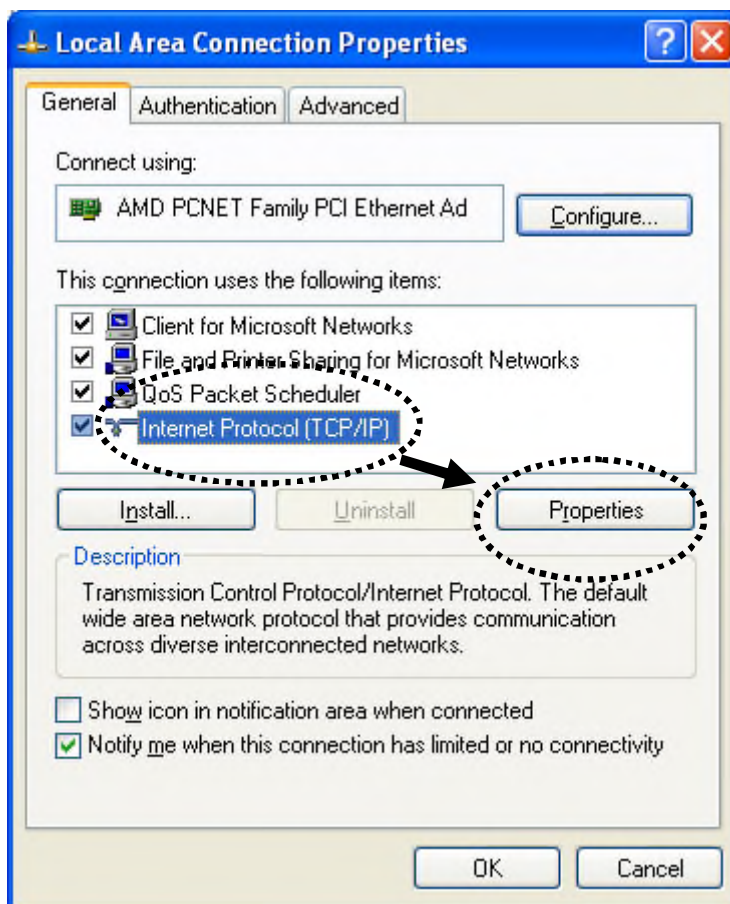 Local Area Connection Properties
General
Authentication
Advanced
Connect using:
AMD PCNET Family PCI Ethernet Ad
Configure...
This connection uses the following items:
Client for Microsoft Networks
File and Printer Sharing for Microsoft Networks
QoS Packet Scheduler
Internet Protocol (TCP/IP)
Install...
Uninstall
Properties
Description
Transmission Control Protocol/Internet Protocol. The default
wide area network protocol that provides communication
across diverse interconnected networks.
Show icon in notification area when connected
Notify me when this connection has limited or no connectivity
OK
Cancel